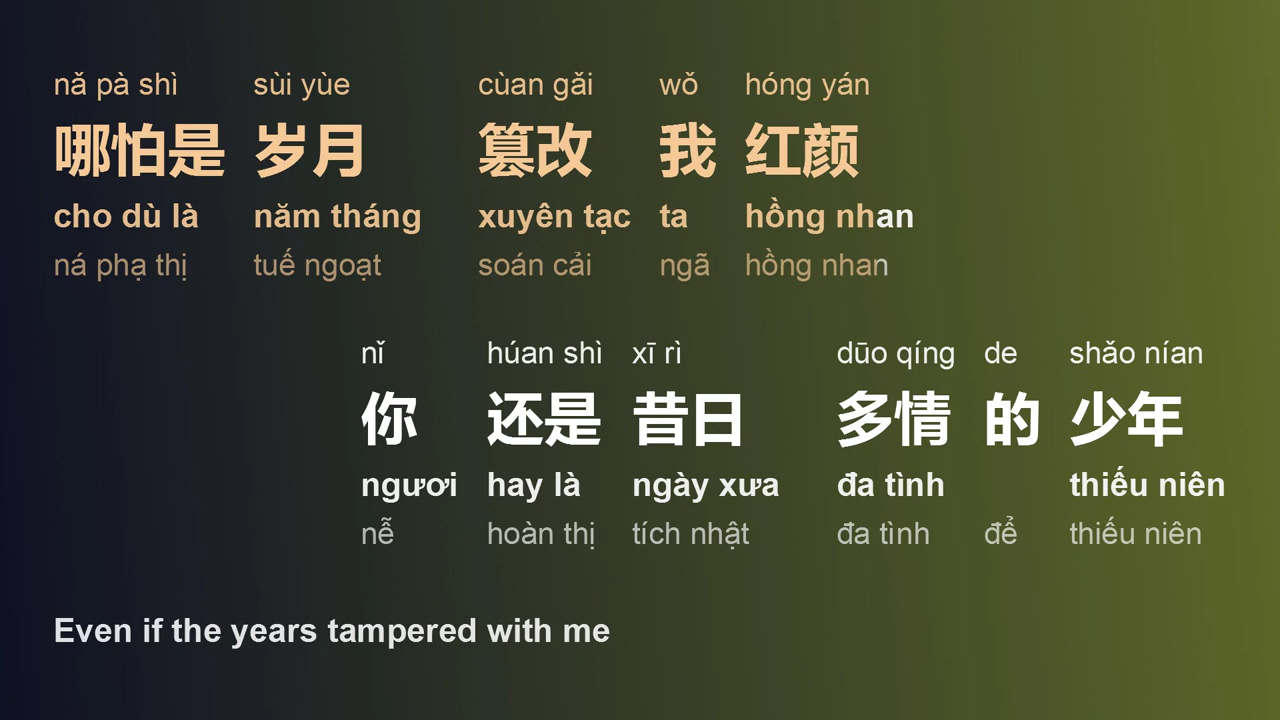 nǎ pà shì sùi yùe cùan gǎi wǒ hóng yán
哪怕是 岁月 篡改 我 红颜
cho dù là năm tháng xuyên tạc ta hồng nhan
ná phạ thị tuế ngoạt soán cải ngã hồng nhan
nǐ húan shì xī rì dūo qíng de shǎo nían
你 还是 昔日 多情 的 少年
ngươi hay là ngày xưa đa tình thiếu niên
nễ hoàn thị tích nhật đa tình để thiếu niên
Even if the years tampered with me